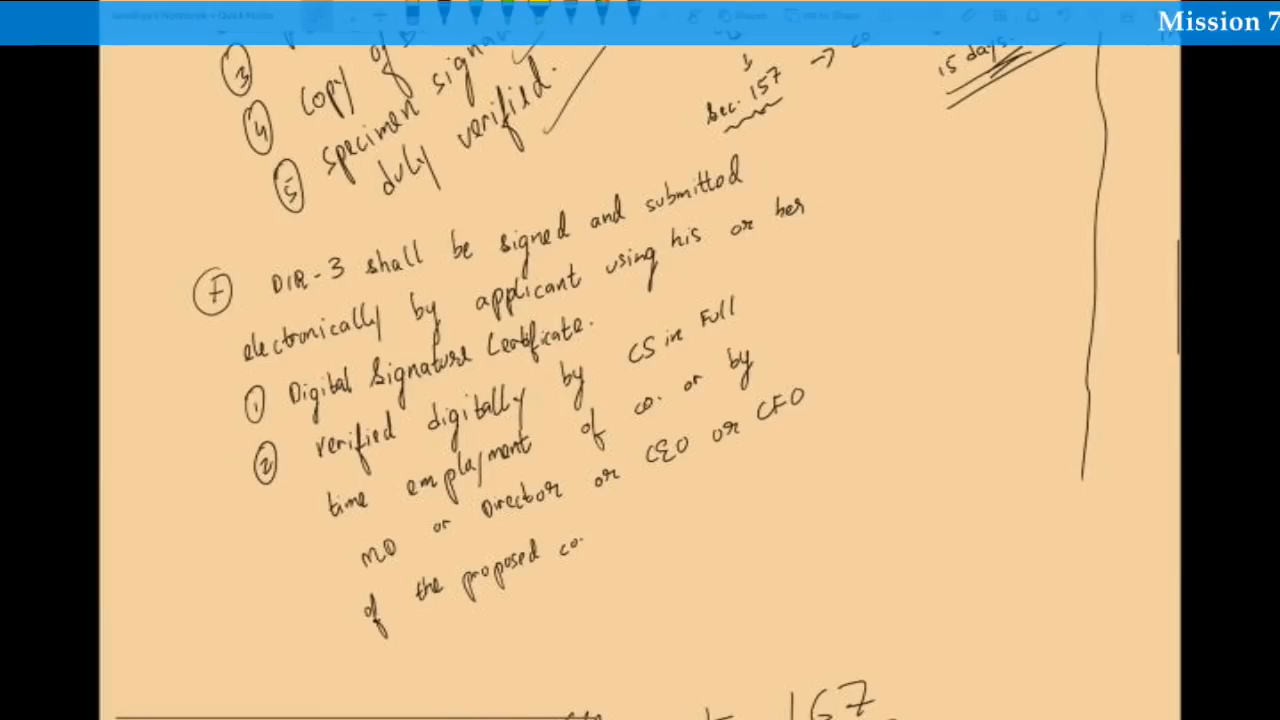 Mission 7
③
④ copy of
⑤ specimen
duly verified.
Sec. 157 → co
15 days.
⑦ DIR-3 shall be signed and submitted
electronically by applicant using his or her
① Digital Signature Certificate.
② verified digitally by CS in Full
time employment of co. or by
MD or Director or CEO or CFO
of the proposed co.
167